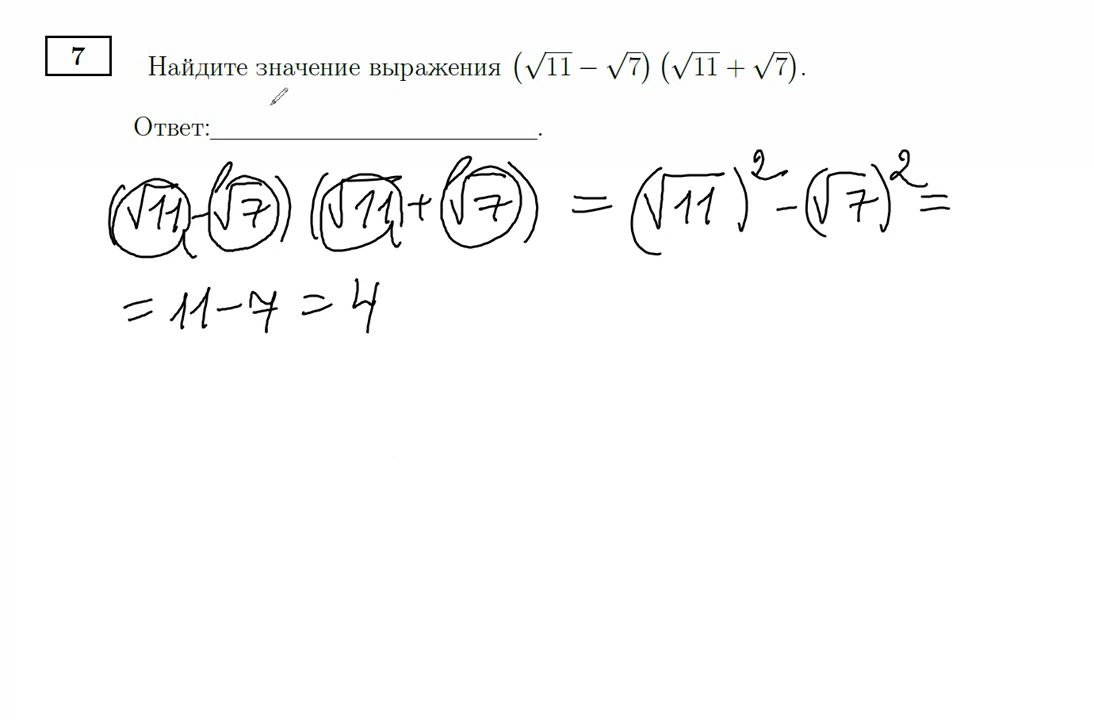 7 Найдите значение выражения (√11 − √7) (√11 + √7).
Ответ:________________________.
(√11 − √7) (√11 + √7) = (√11)² − (√7)² =
= 11 − 7 = 4